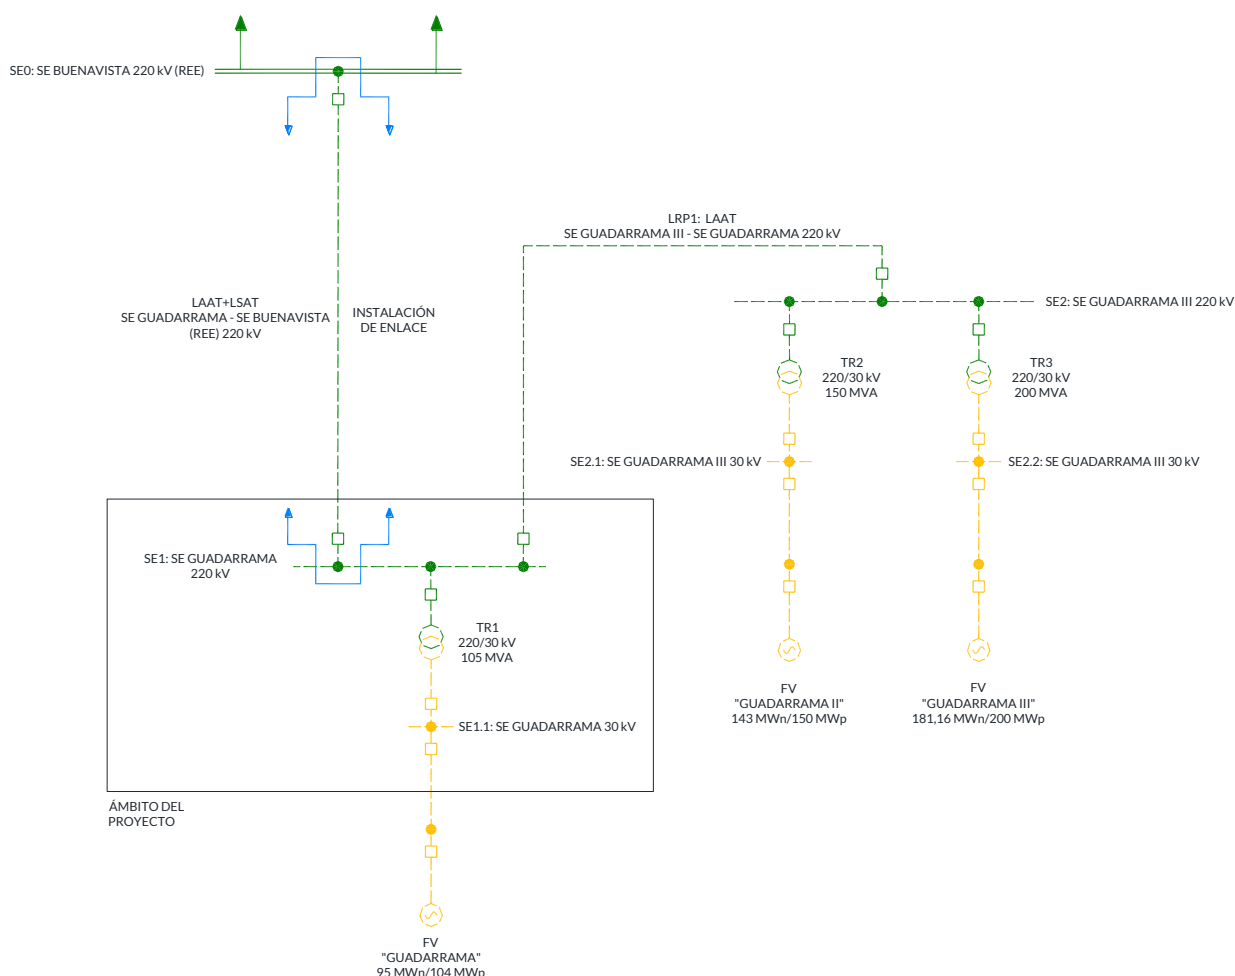 SE0: SE BUENAVISTA 220 kV (REE)
LRP1: LAAT
SE GUADARRAMA III - SE GUADARRAMA 220 kV
LAAT+LSAT
SE GUADARRAMA - SE BUENAVISTA
(REE) 220 kV
INSTALACIÓN
DE ENLACE
SE2: SE GUADARRAMA III 220 kV
TR2
220/30 kV
150 MVA
TR3
220/30 kV
200 MVA
SE2.1: SE GUADARRAMA III 30 kV
SE2.2: SE GUADARRAMA III 30 kV
SE1: SE GUADARRAMA
220 kV
TR1
220/30 kV
105 MVA
FV
"GUADARRAMA II"
143 MWn/150 MWp
FV
"GUADARRAMA III"
181,16 MWn/200 MWp
SE1.1: SE GUADARRAMA 30 kV
ÁMBITO DEL
PROYECTO
FV
"GUADARRAMA"
95 MWn/104 MWp